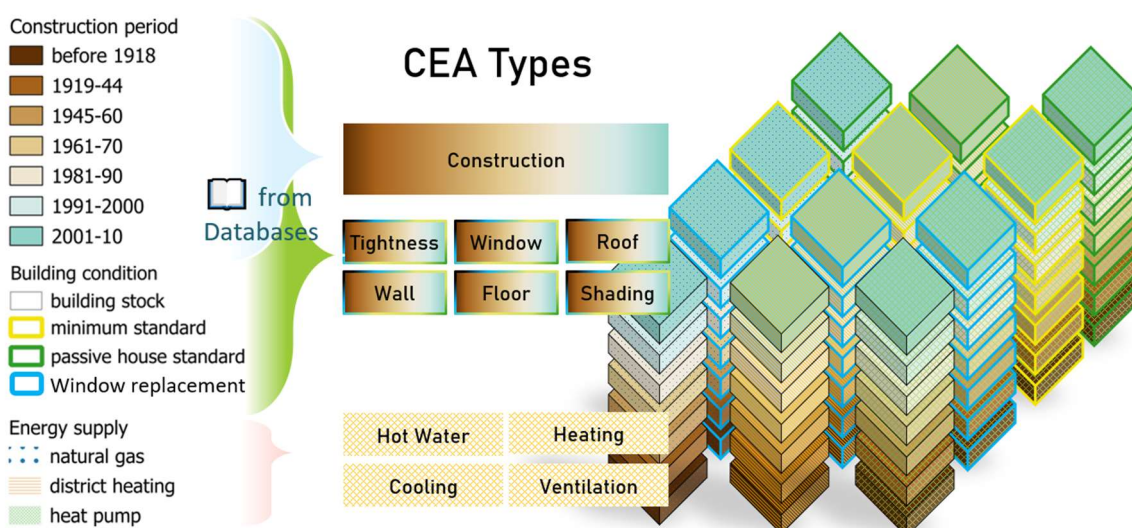 Construction period
before 1918
1919-44
1945-60
1961-70
1981-90
1991-2000
2001-10
Building condition
building stock
minimum standard
passive house standard
Window replacement
Energy supply
natural gas
district heating
heat pump
from
Databases
CEA Types
Construction
Tightness
Window
Roof
Wall
Floor
Shading
Hot Water
Heating
Cooling
Ventilation